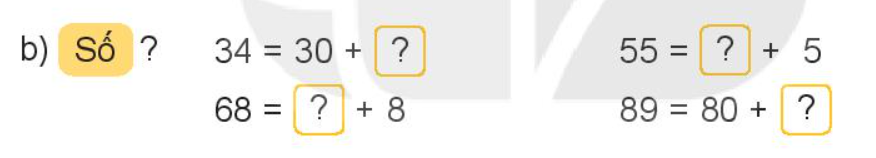 b) Số ? 34 = 30 + ? 55 = ? + 5
68 = ? + 8 89 = 80 + ?